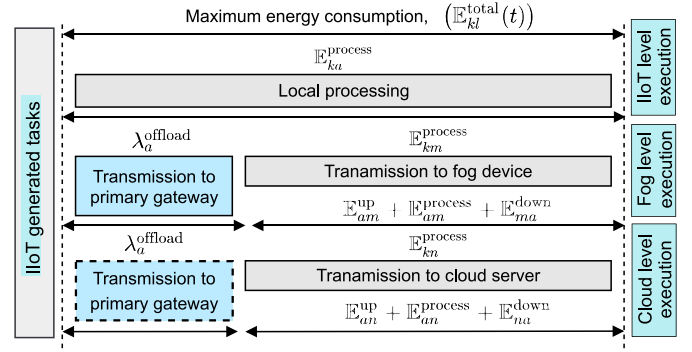 Maximum energy consumption, (𝔼_{kl}^{total}(t))
𝔼_{ka}^{process}
Local processing
IIoT level
execution
IIoT generated tasks
λ_a^{offload}
𝔼_{km}^{process}
Transmission to
primary gateway
Tranamission to fog device
𝔼_{am}^{up} + 𝔼_{am}^{process} + 𝔼_{ma}^{down}
Fog level
execution
λ_a^{offload}
𝔼_{kn}^{process}
Transmission to
primary gateway
Tranamission to cloud server
𝔼_{an}^{up} + 𝔼_{an}^{process} + 𝔼_{na}^{down}
Cloud level
execution